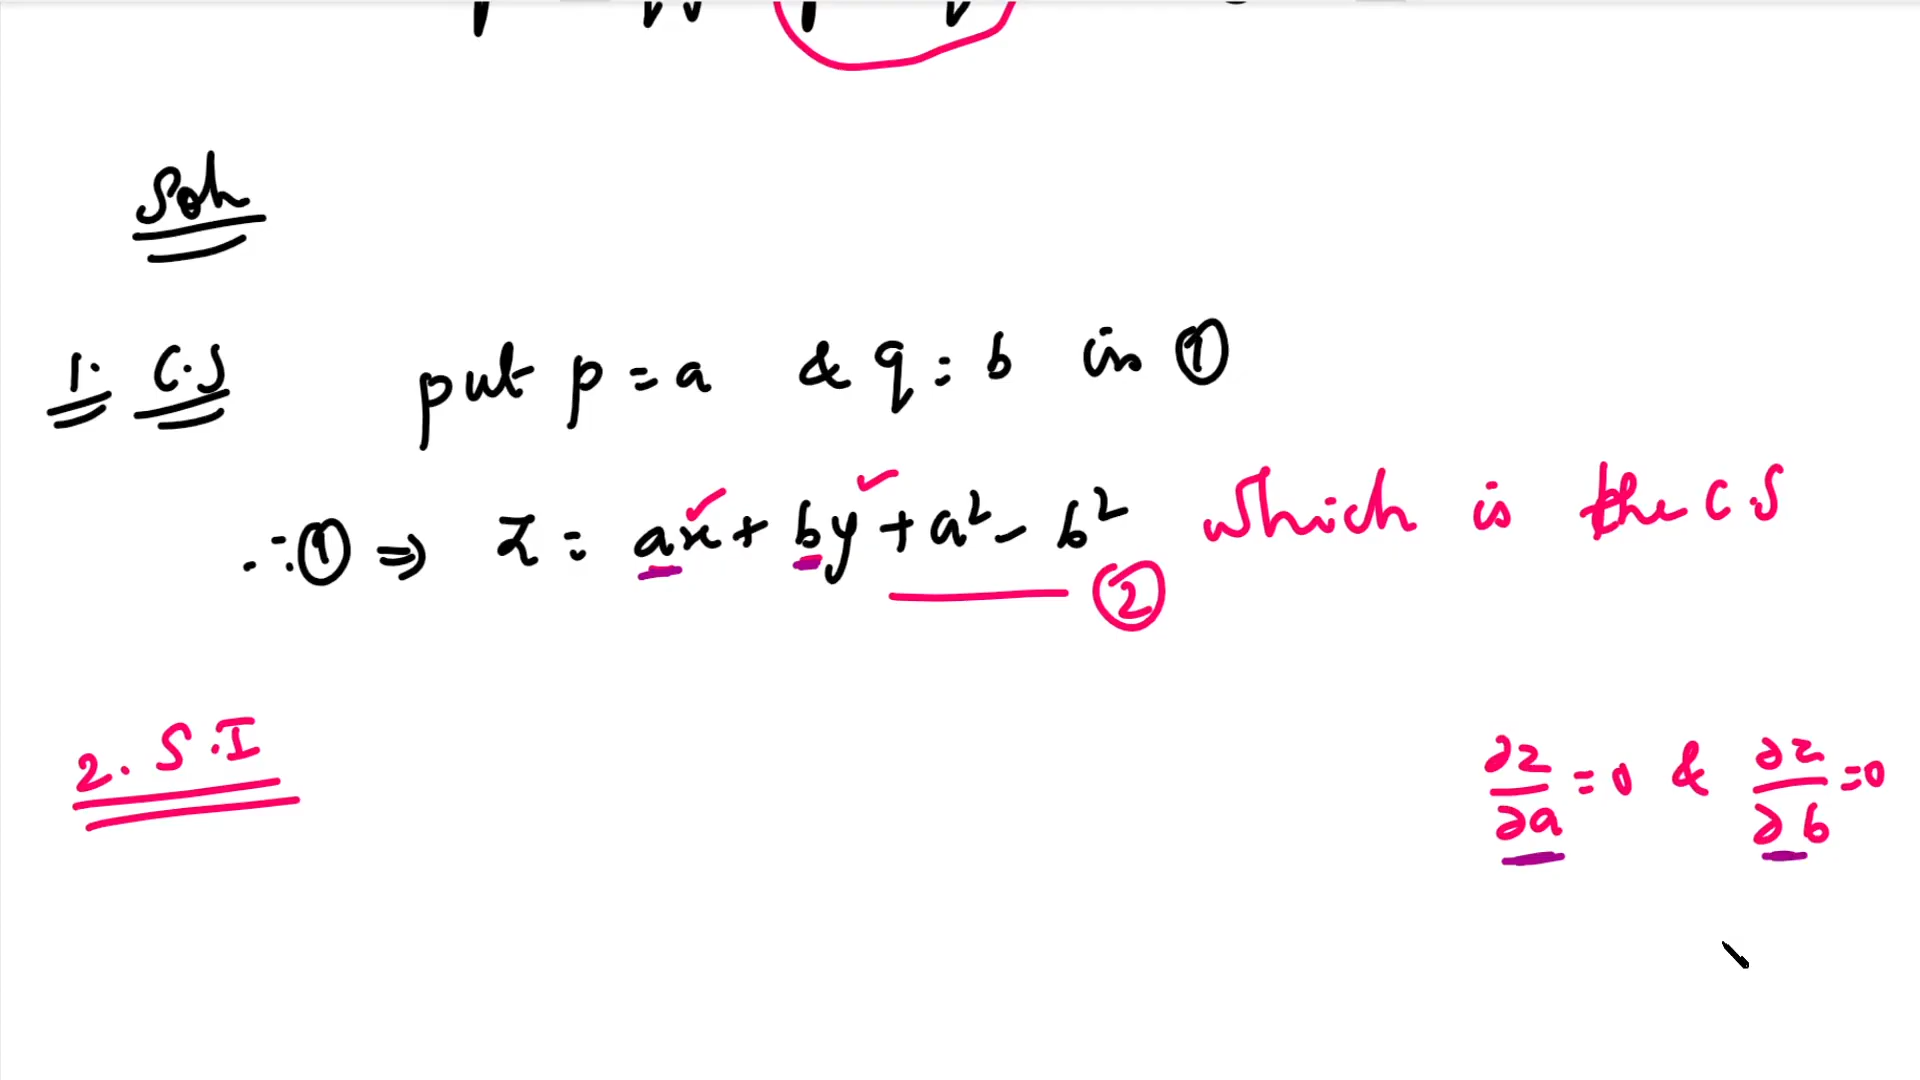 Soln
1. C.S put p = a & q = b in ①
∴ ① ⇒ z = ax + by + a² - b² which is the C.S
②
2. S.I ∂z/∂a = 0 & ∂z/∂b = 0